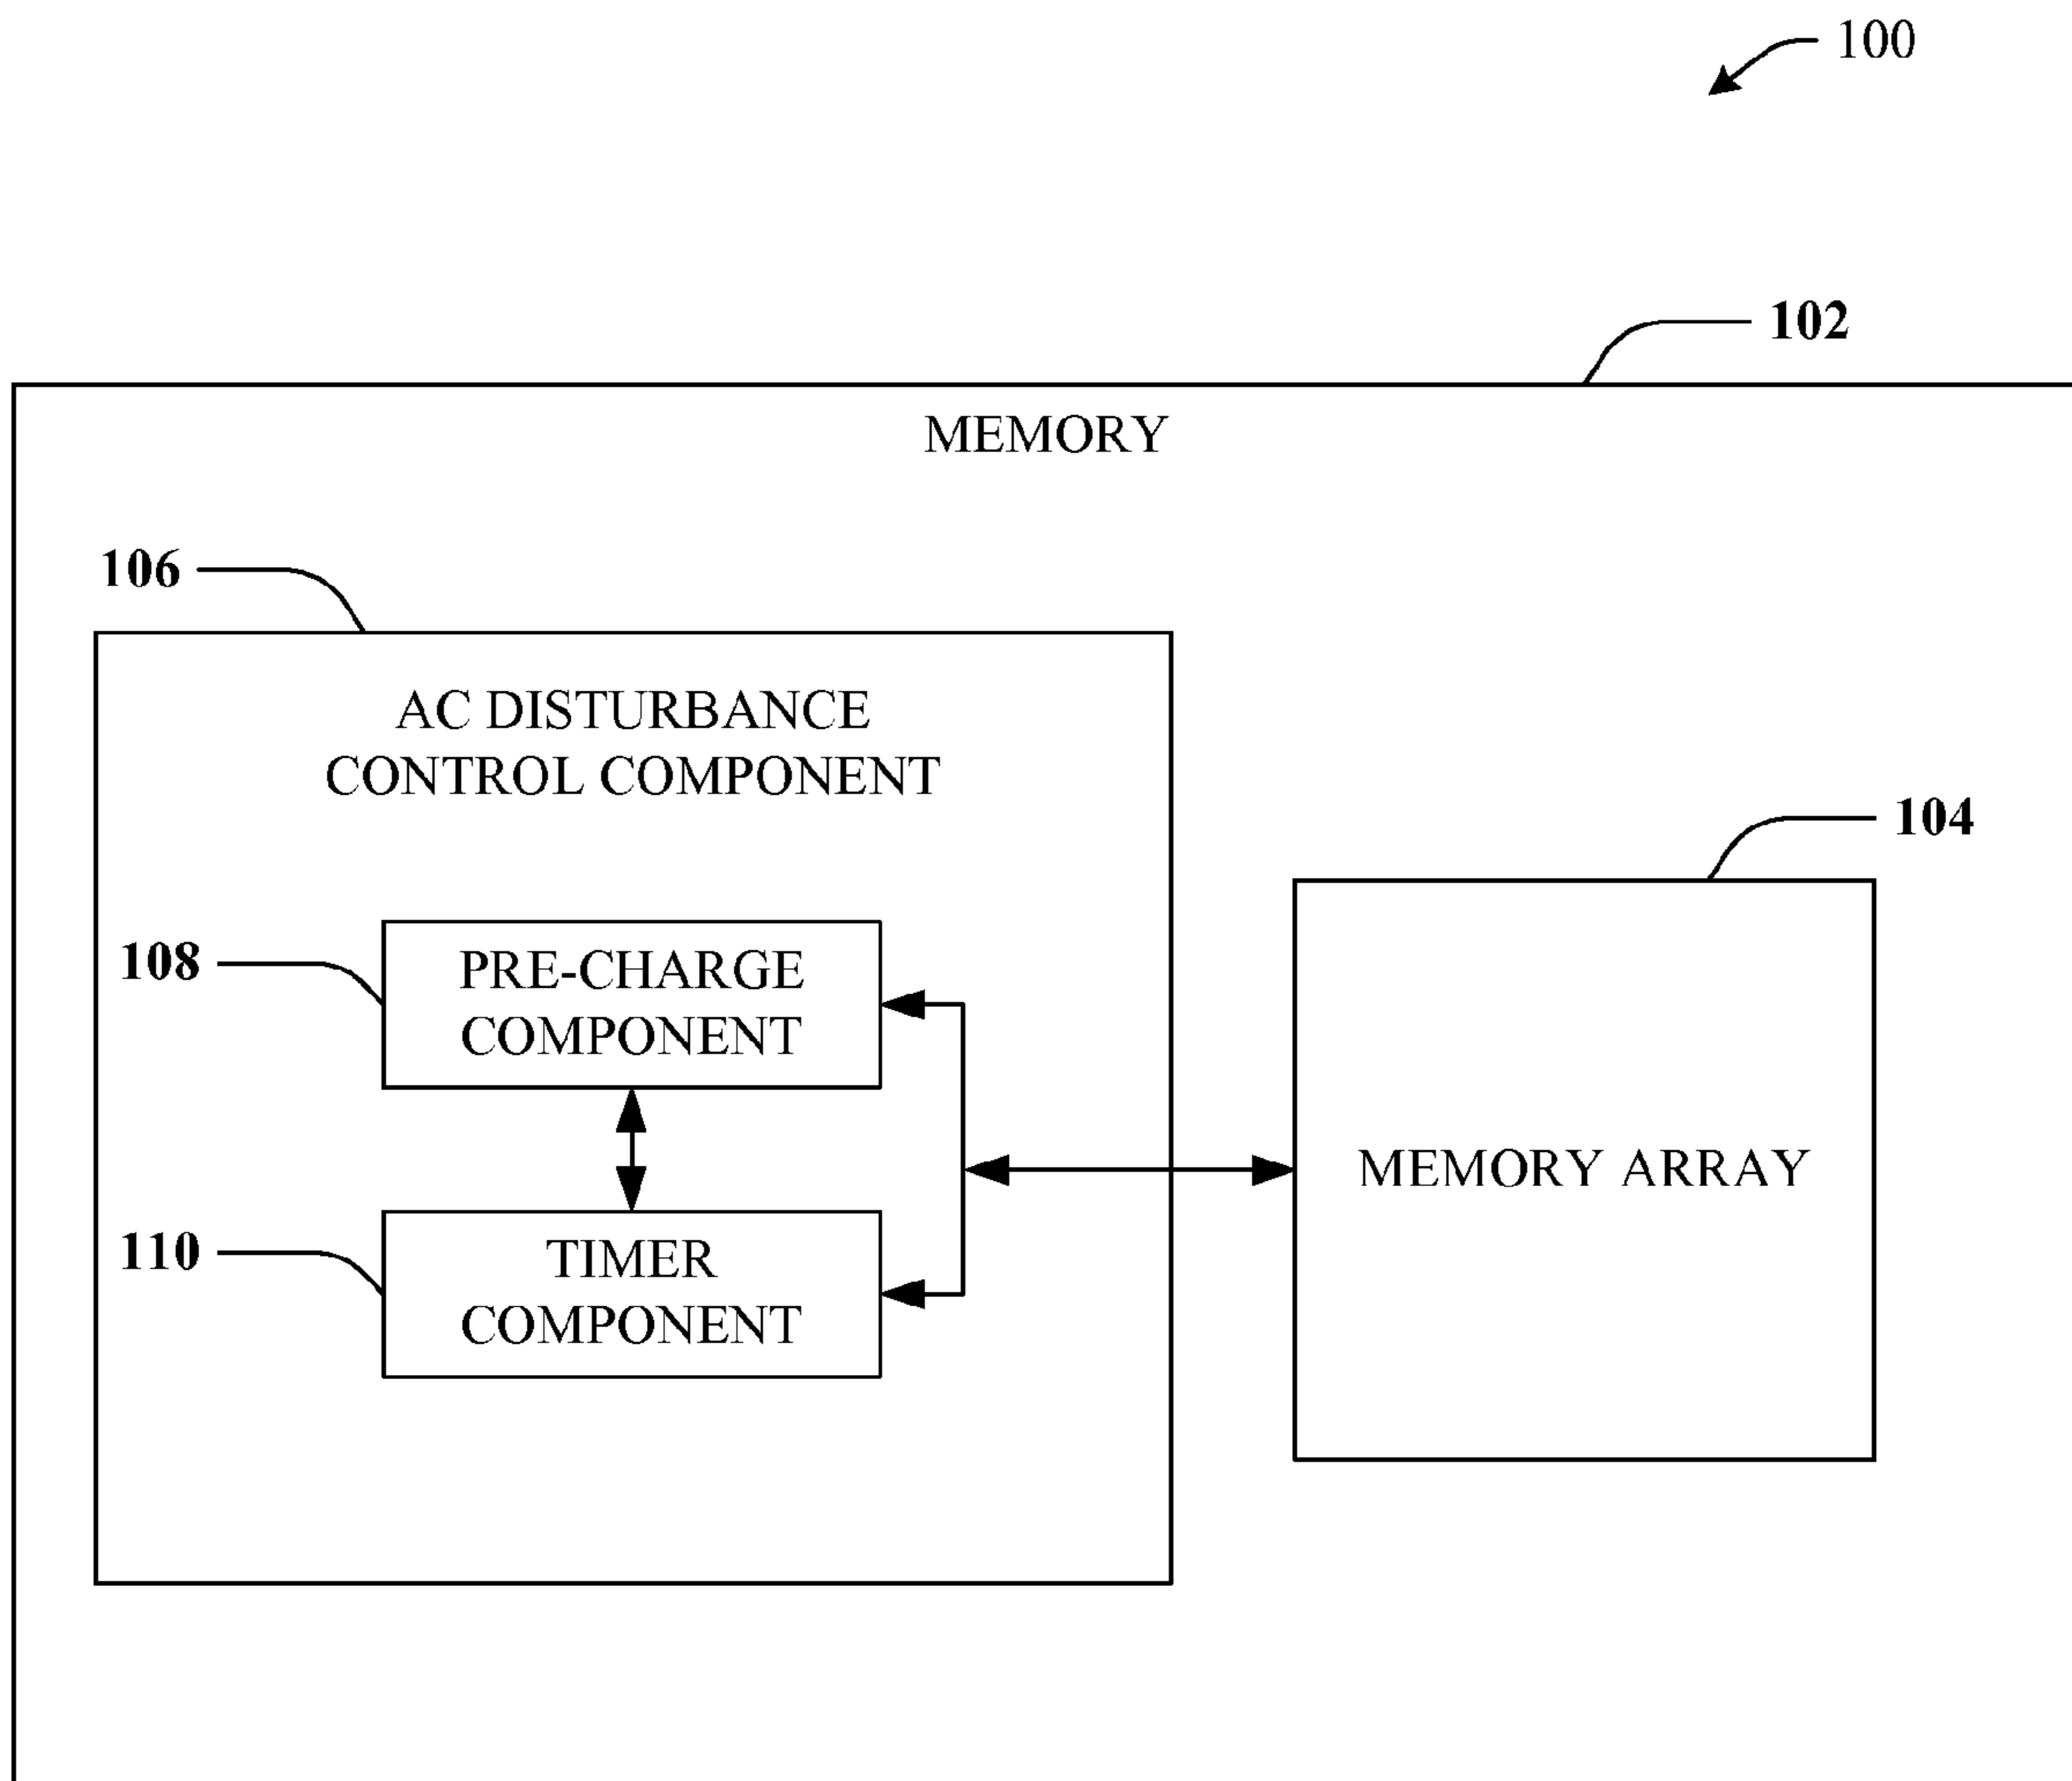 100
102
MEMORY
106
AC DISTURBANCE
CONTROL COMPONENT
104
108
PRE-CHARGE
COMPONENT
MEMORY ARRAY
110
TIMER
COMPONENT